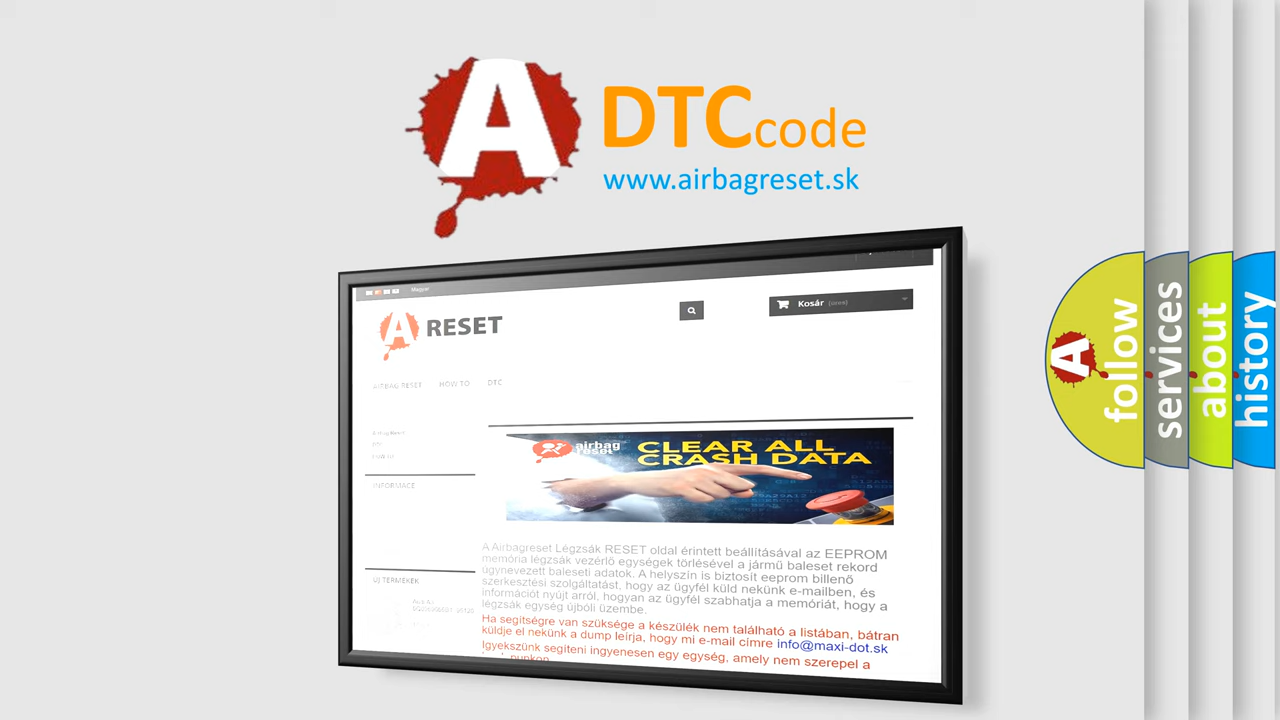 A DTCcode
www.airbagreset.sk
Magyar
A RESET
Kosár (üres)
AIRBAG RESET HOW TO DTC
Airbag Reset
DTC
INFORMACE
airbag
reset
CLEAR ALL
CRASH DATA
A Airbagreset Légzsák RESET oldal érintett beállításával az EEPROM
memória légzsák vezérlő egységek törlésével a jármű baleset rekord
úgynevezett baleseti adatok. A helyszín is biztosít eeprom billenő
szerkesztési szolgáltatást, hogy az ügyfél küld nekünk e-mailben, és
információt nyújt arról, hogyan az ügyfél szabhatja a memóriát, hogy a
légzsák egység újbóli üzembe.
Ha segítségre van szüksége a készülék nem található a listában, bátran
küldje el nekünk a dump leírja, hogy mi e-mail címre info@maxi-dot.sk
Igyekszünk segíteni ingyenesen egy egység, amely nem szerepel a
ÚJ TERMÉKEK
A follow
services
about
history